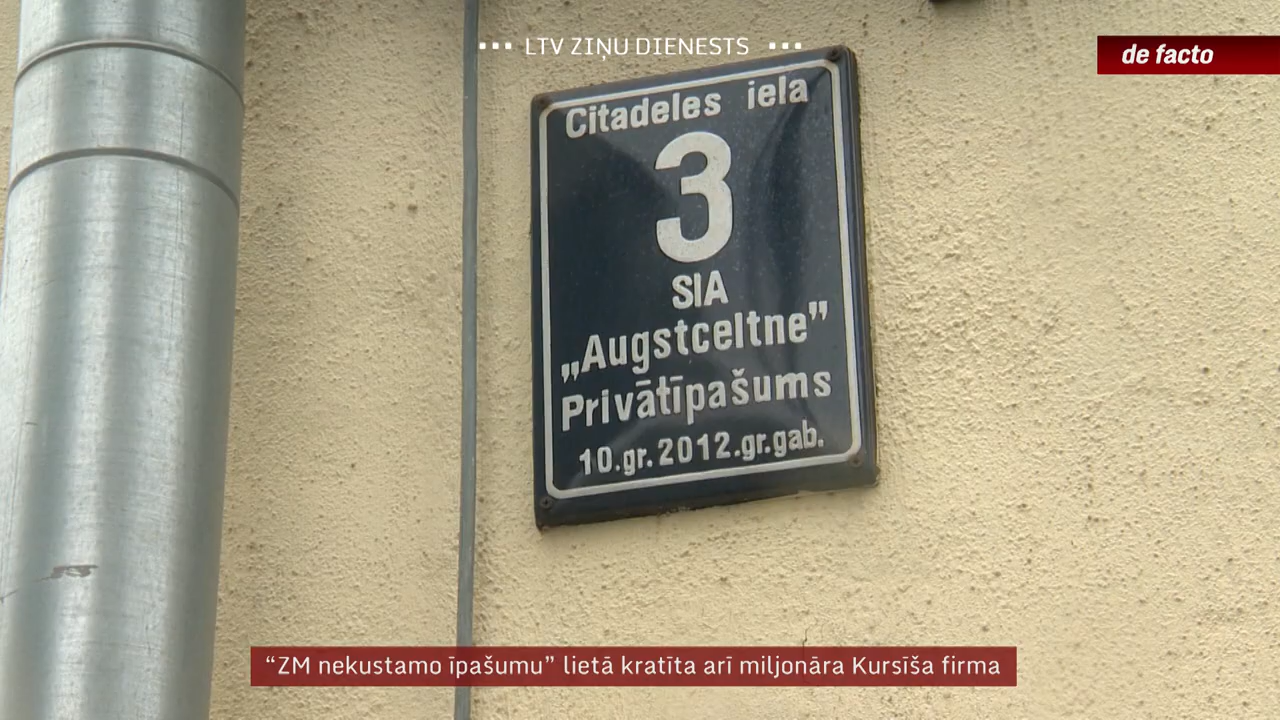 LTV ZIŅU DIENESTS
de facto
Citadeles iela
3
SIA
„Augstceltne”
Privātīpašums
10.gr.2012.gr.gab.
“ZM nekustamo īpašumu” lietā kratīta arī miljonāra Kursīša firma